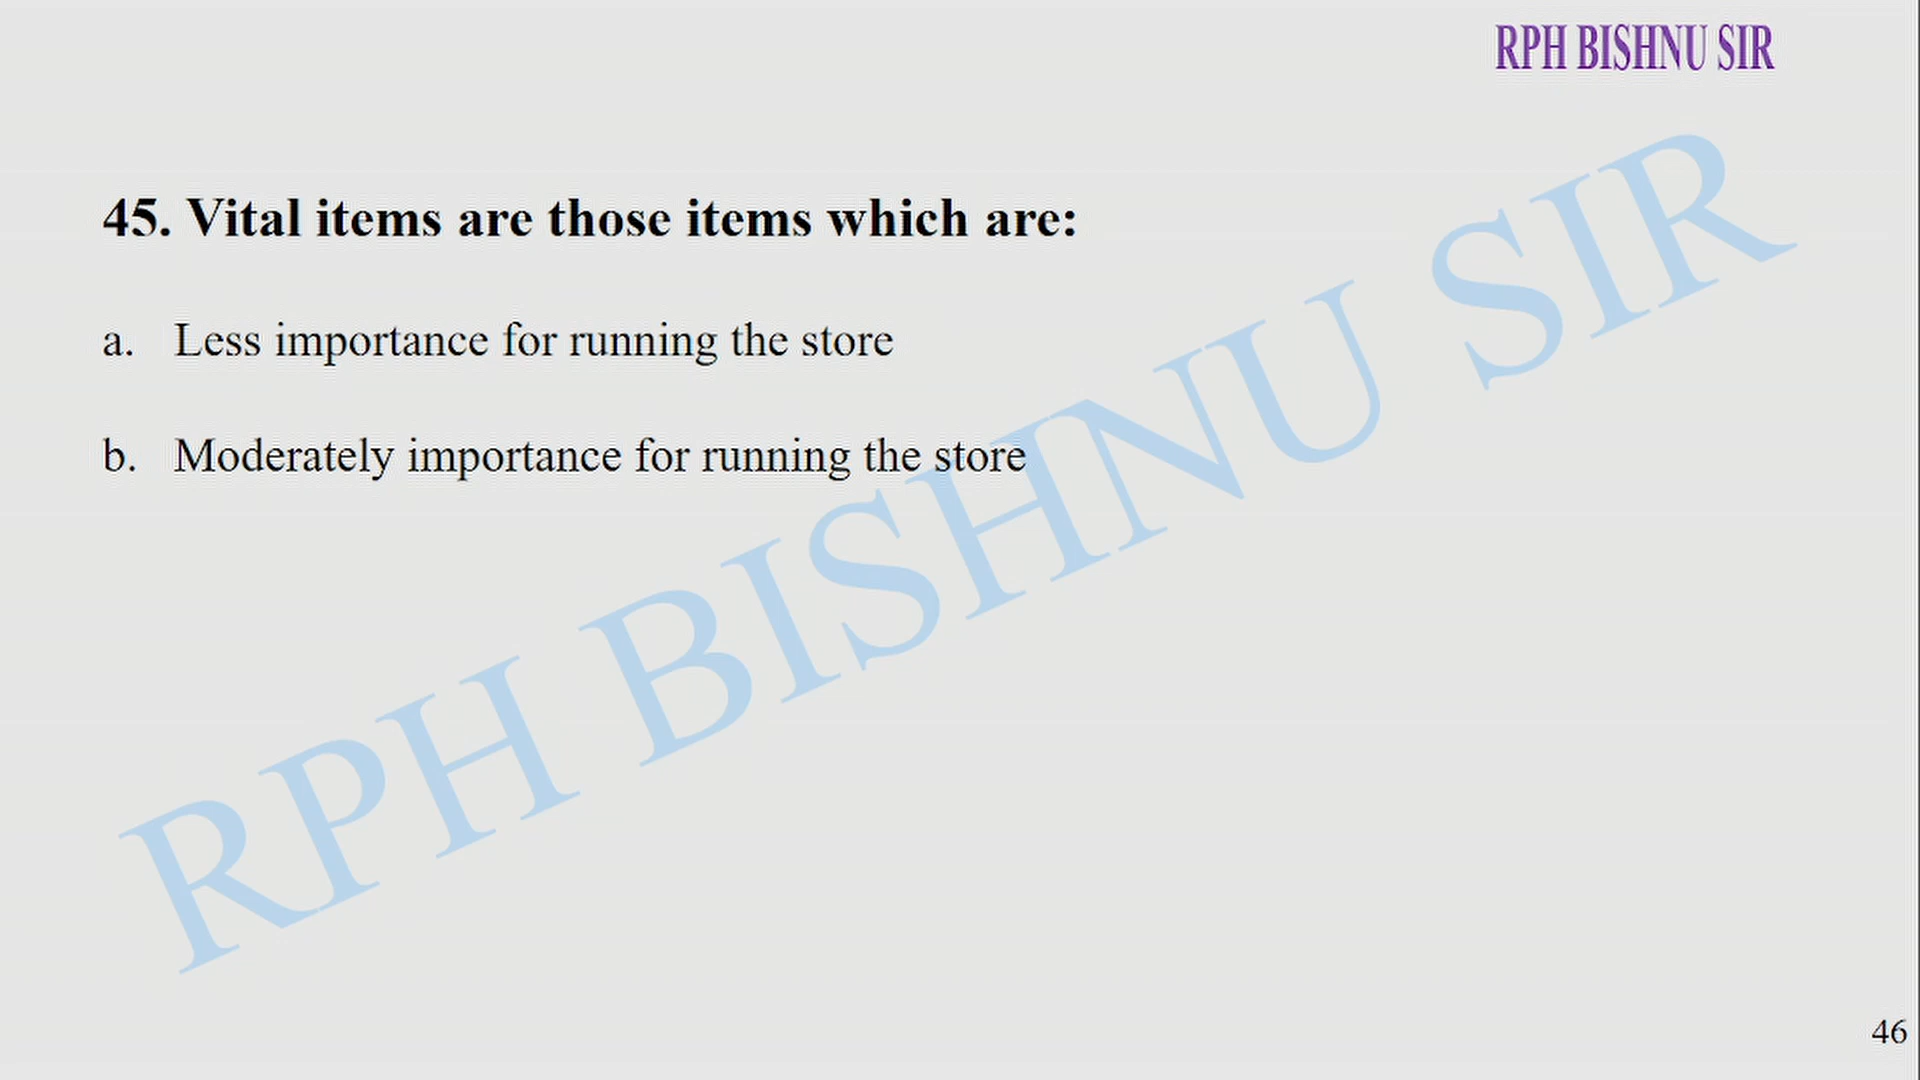 RPH BISHNU SIR
45. Vital items are those items which are:
a. Less importance for running the store
b. Moderately importance for running the store
RPH BISHNU SIR
46